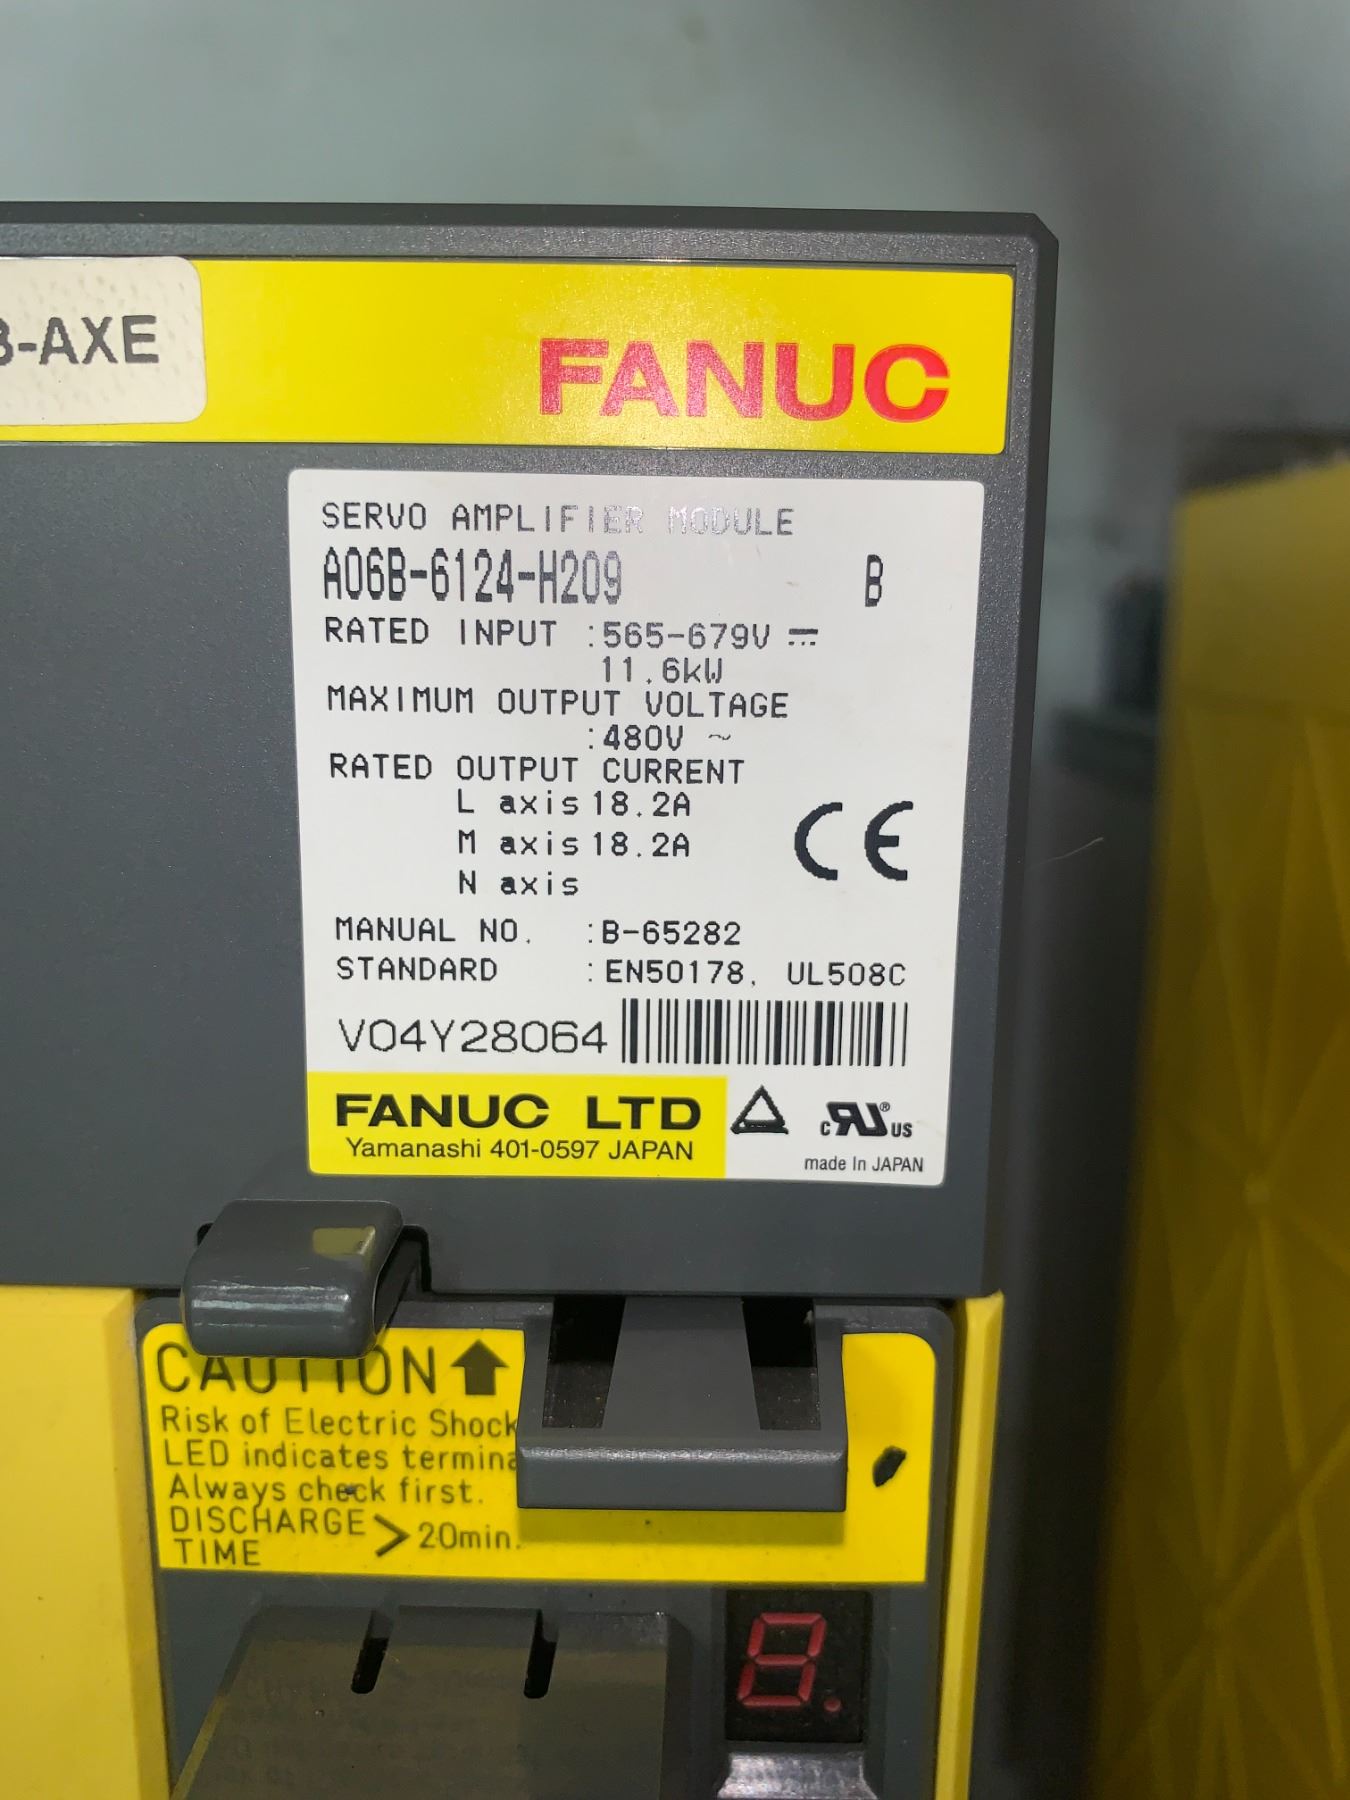 -AXE
FANUC
SERVO AMPLIFIER MODULE
A06B-6124-H209 B
RATED INPUT :565-679V ⎓
11.6kW
MAXIMUM OUTPUT VOLTAGE
:480V ~
RATED OUTPUT CURRENT
L axis 18.2A
M axis 18.2A
N axis
CE
MANUAL NO. :B-65282
STANDARD :EN50178, UL508C
V04Y28064
FANUC LTD
Yamanashi 401-0597 JAPAN
c RU ® US
made In JAPAN
CAUTION
Risk of Electric Shock
LED indicates termina
Always check first.
DISCHARGE
TIME > 20min.
8.